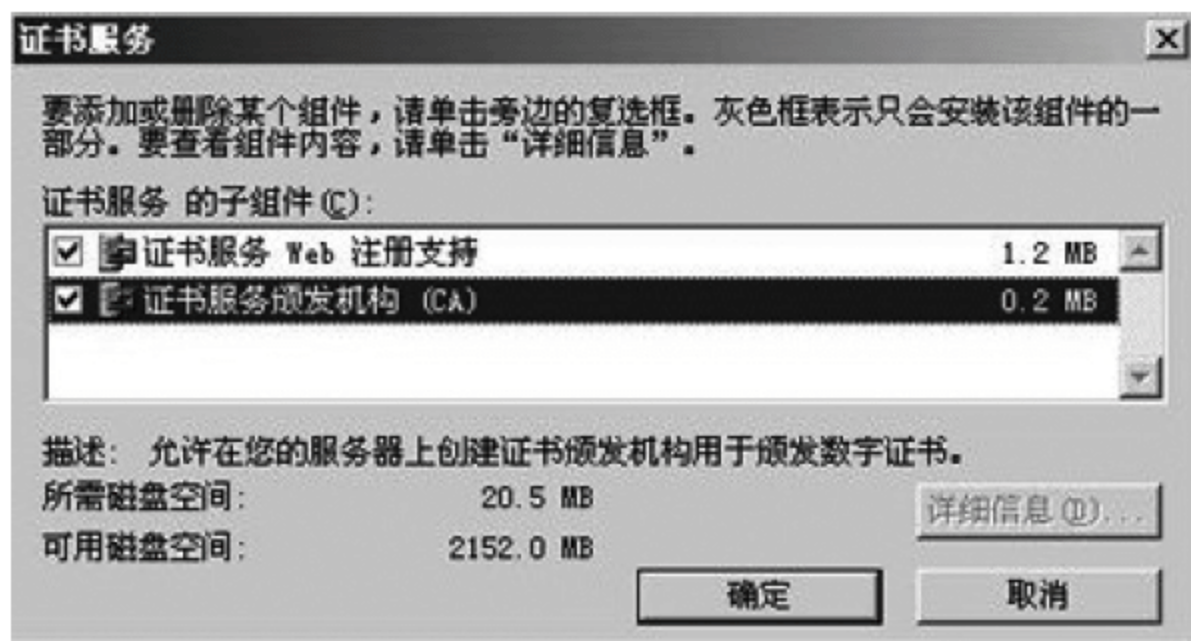 证书服务
要添加或删除某个组件，请单击旁边的复选框。灰色框表示只会安装该组件的一
部分。要查看组件内容，请单击“详细信息”。
证书服务 的子组件(C):
证书服务 Web 注册支持 1.2 MB
证书服务颁发机构 (CA) 0.2 MB
描述: 允许在您的服务器上创建证书颁发机构用于颁发数字证书。
所需磁盘空间: 20.5 MB
详细信息(D)...
可用磁盘空间: 2152.0 MB
确定 取消